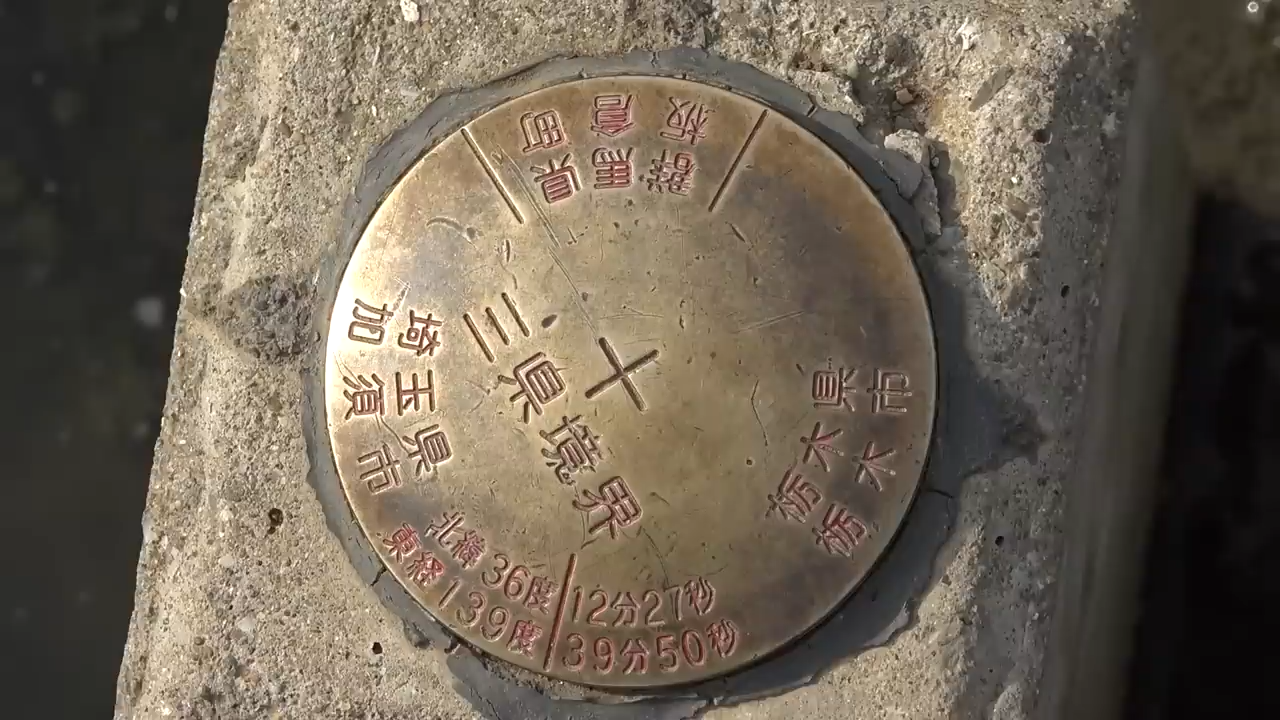 群馬県
板倉町
三県境界
埼玉県
加須市
栃木県
栃木市
北緯36度12分27秒
東経139度39分50秒